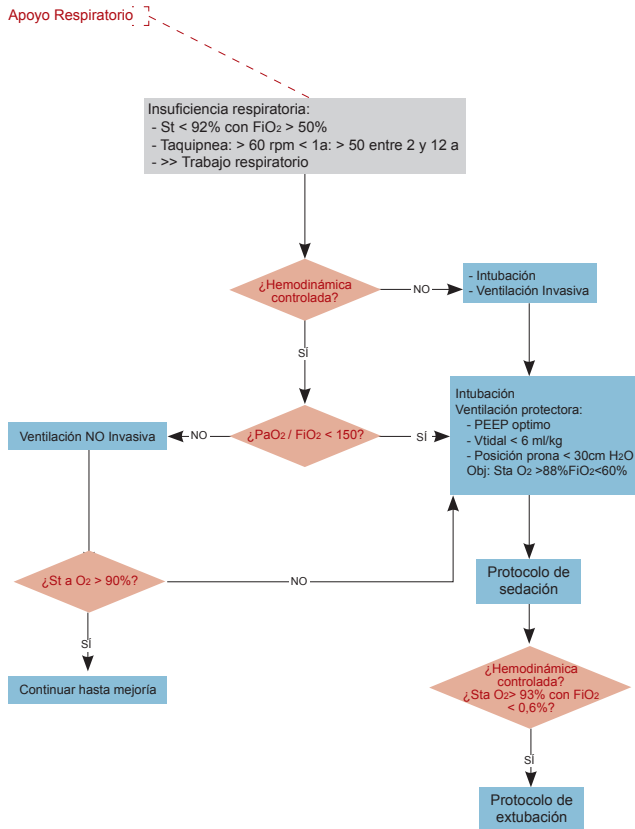 Apoyo Respiratorio
Insuficiencia respiratoria:
- St < 92% con FiO2 > 50%
- Taquipnea: > 60 rpm < 1a: > 50 entre 2 y 12 a
- >> Trabajo respiratorio
¿Hemodinámica
controlada?
NO
- Intubación
- Ventilación Invasiva
SÍ
¿PaO2 / FiO2 < 150?
NO
Ventilación NO Invasiva
SÍ
Intubación
Ventilación protectora:
- PEEP optimo
- Vtidal < 6 ml/kg
- Posición prona < 30cm H2O
Obj: Sta O2 >88%FiO2<60%
¿St a O2 > 90%?
NO
SÍ
Continuar hasta mejoría
Protocolo de
sedación
¿Hemodinámica
controlada?
¿Sta O2> 93% con FiO2
< 0,6%?
SÍ
Protocolo de
extubación